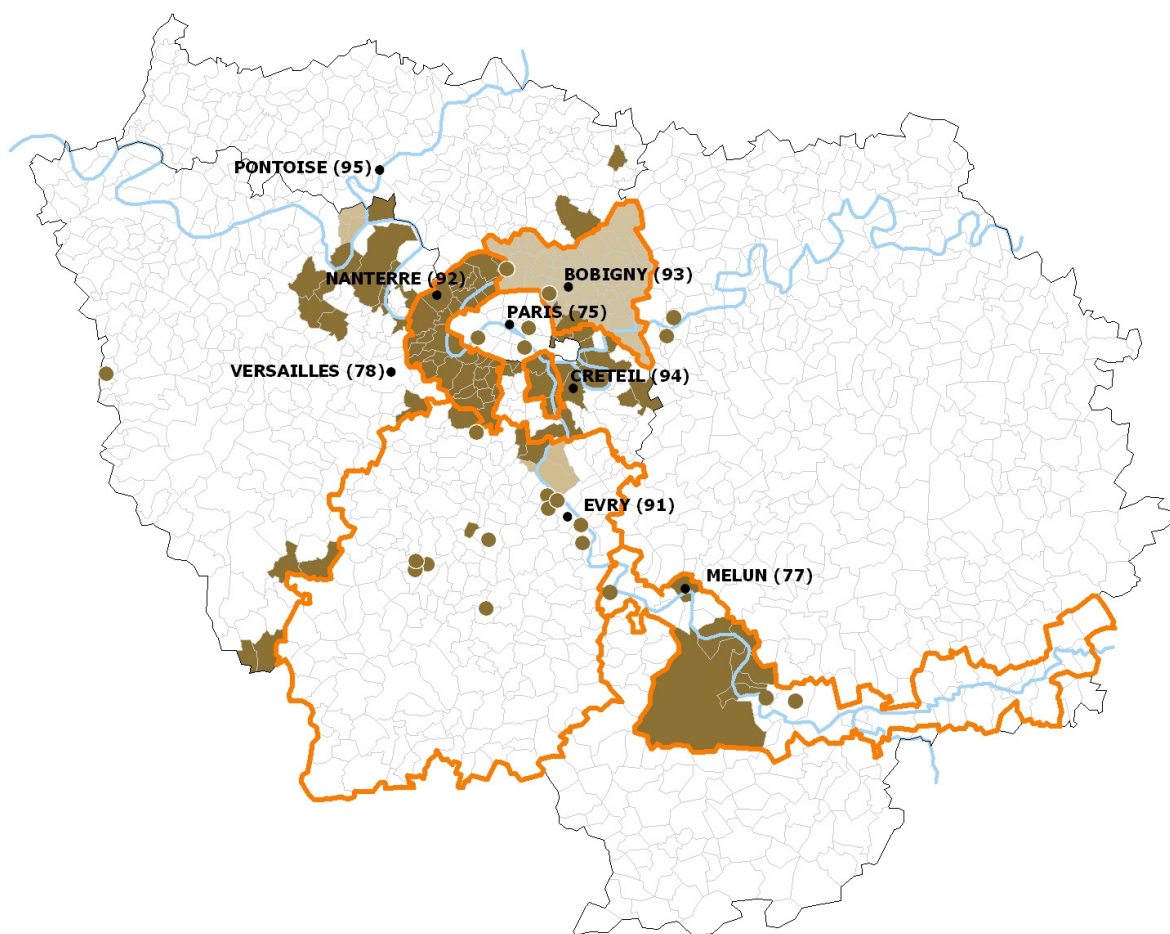 PONTOISE (95)
NANTERRE (92)
BOBIGNY (93)
PARIS (75)
VERSAILLES (78)
CRETEIL (94)
EVRY (91)
MELUN (77)